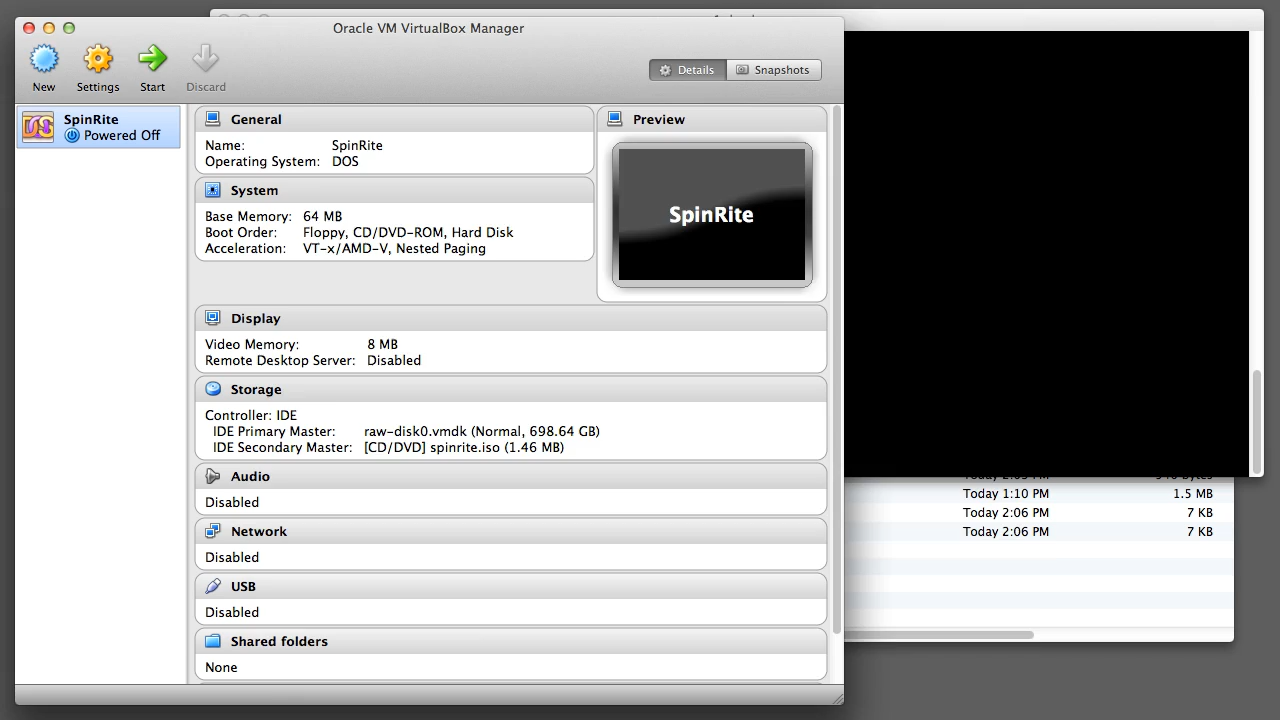 Oracle VM VirtualBox Manager
New
Settings
Start
Discard
Details
Snapshots
SpinRite
Powered Off
General
Name: SpinRite
Operating System: DOS
Preview
SpinRite
System
Base Memory: 64 MB
Boot Order: Floppy, CD/DVD-ROM, Hard Disk
Acceleration: VT-x/AMD-V, Nested Paging
Display
Video Memory: 8 MB
Remote Desktop Server: Disabled
Storage
Controller: IDE
IDE Primary Master: raw-disk0.vmdk (Normal, 698.64 GB)
IDE Secondary Master: [CD/DVD] spinrite.iso (1.46 MB)
Audio
Disabled
Network
Disabled
USB
Disabled
Shared folders
None
Today 1:10 PM 1.5 MB
Today 2:06 PM 7 KB
Today 2:06 PM 7 KB